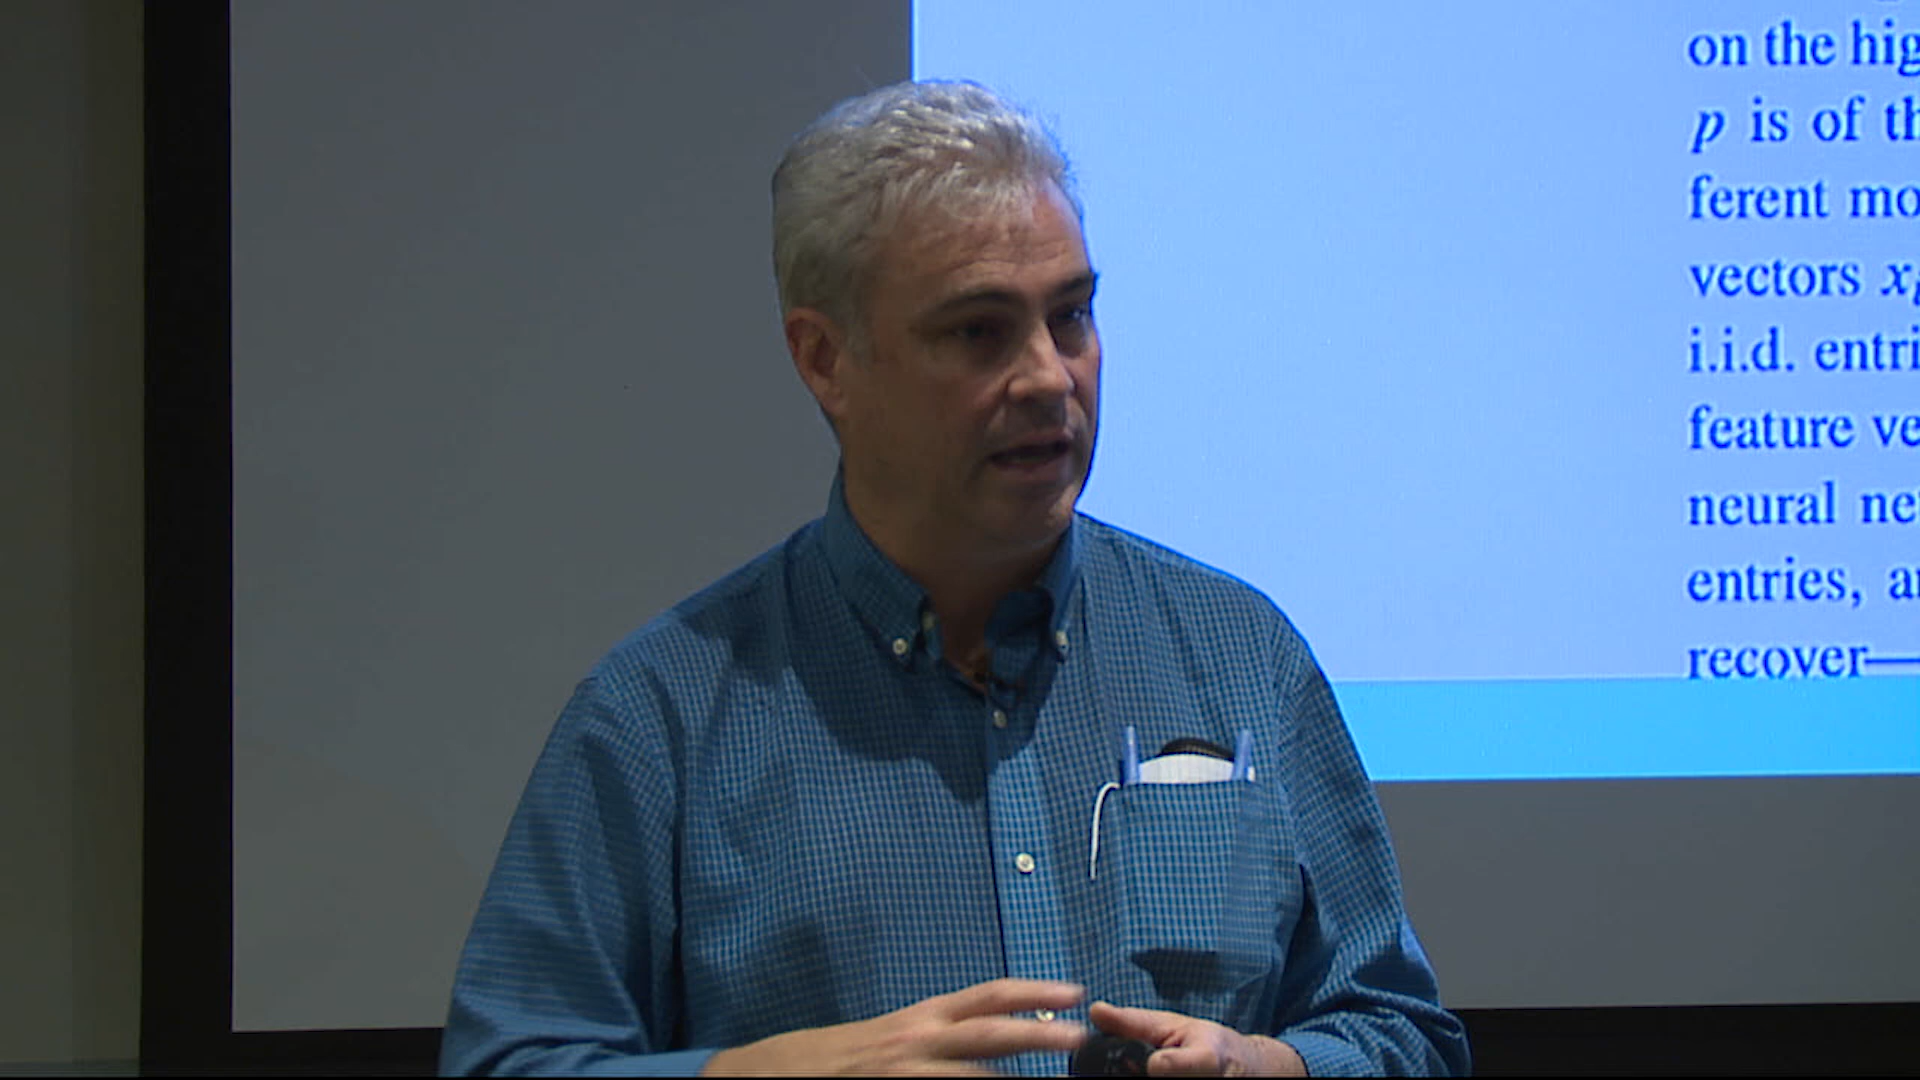 on the hig
p is of th
ferent mo
vectors x
i.i.d. entri
feature ve
neural ne
entries, a
recover—